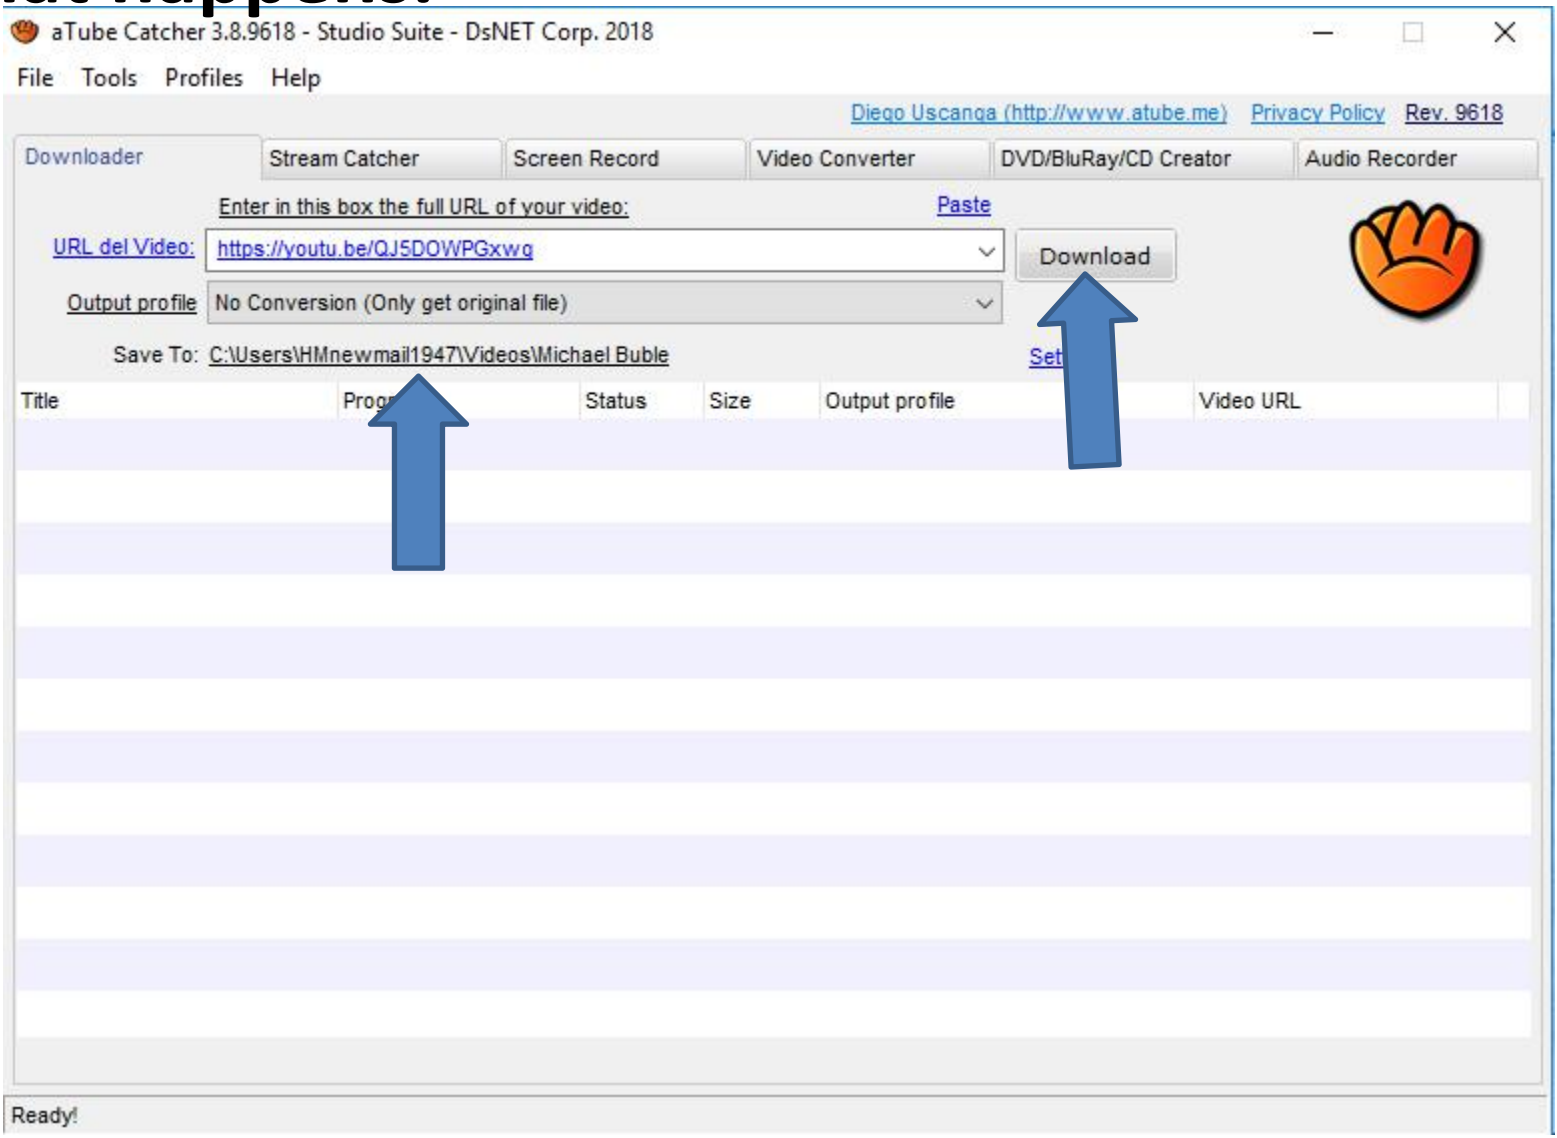 happens.
aTube Catcher 3.8.9618 - Studio Suite - DsNET Corp. 2018
File Tools Profiles Help
Diego Uscanga (http://www.atube.me) Privacy Policy Rev. 9618
Downloader Stream Catcher Screen Record Video Converter DVD/BluRay/CD Creator Audio Recorder
Enter in this box the full URL of your video: Paste
URL del Video: https://youtu.be/QJ5DOWPGxwg Download
Output profile No Conversion (Only get original file)
Save To: C:\Users\HMnewmail1947\Videos\Michael Buble
Title Status Size Output profile Video URL
Ready!